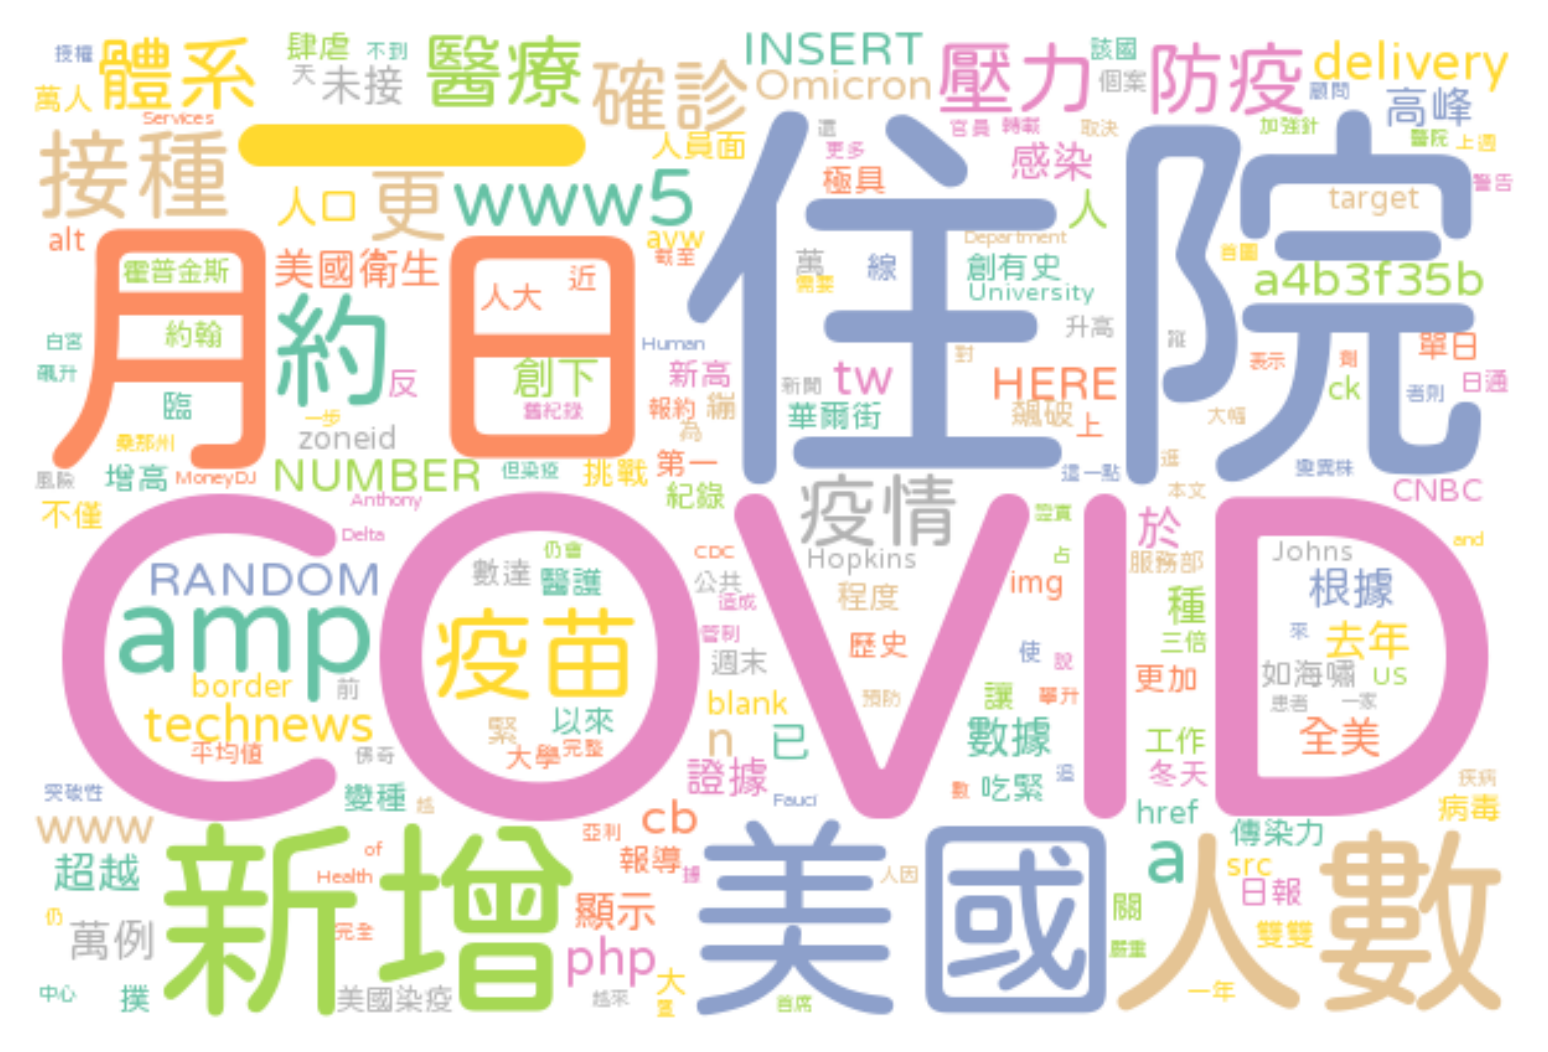 授權 體系 肆虐 不到 醫療 INSERT 壓力 該國 防疫 delivery
萬人 天 未接 確診 Omicron 個案 顧問 高峰
Services
接種 一 人員面 還 官員 轉載 取決 加強針 醫院 上週
更多 感染
人口 更 www5 極具 人 target 警告
alt 美國衛生 avw 截至 住院 Department 首圖
霍普金斯 人大 近 萬 線 創有史 a4b3f35b
月 日 需要 University
白宮 約翰 約 Human 升高 單日
飆升 反 創下 新高 新聞 tw 對 HERE 表示 劑 ck 者則 日通
臨 一步 舊紀錄 報約 華爾街 飆破 上 大幅
桑那州 zoneid 為
風險 增高 MoneyDJ NUMBER 但染疫 挑戰 第一 這一點 進 變異株
不僅 Anthony 紀錄 疫情 本文 CNBC
COVID
Delta 證實 於 and
RANDOM 數達 仍會 醫護 CDC 公共 Hopkins 占 服務部 Johns
amp 疫苗 造成 程度 img 種 根據
管制 歷史 使 說 三倍 來 去年
border 前 週末 更加 如海嘯 US
technews 緊 以來 blank 預防 讓 攀升 患者 一家
平均值 佛奇 大學 完整 n 已 數據 工作 全美
突破性 變種 越 證據 Fauci 數 吃緊 追 冬天 疾病
www 亞利 cb href 傳染力 病毒
超越 新增 of 報導 據 美國 人因 a src 人數
Health 日報
仍 萬例 完全 顯示 關 雙雙
php 嚴重
中心 撲 美國染疫 越來 大 首席 一年